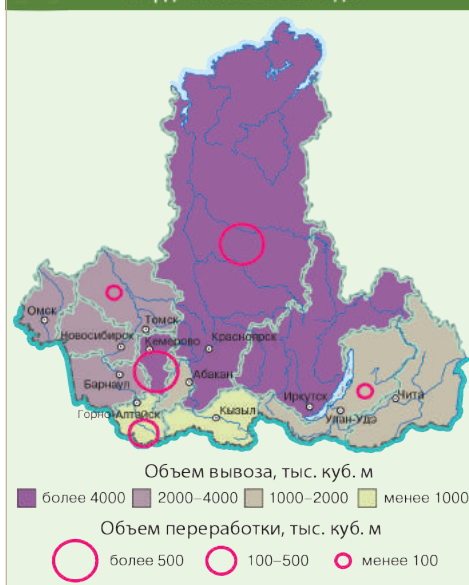 Омск
Томск
Новосибирск
Кемерово
Красноярск
Барнаул
Абакан
Горно-Алтайск
Кызыл
Иркутск
Улан-Удэ
Чита
Объем вывоза, тыс. куб. м
более 4000 2000–4000 1000–2000 менее 1000
Объем переработки, тыс. куб. м
более 500 100–500 менее 100